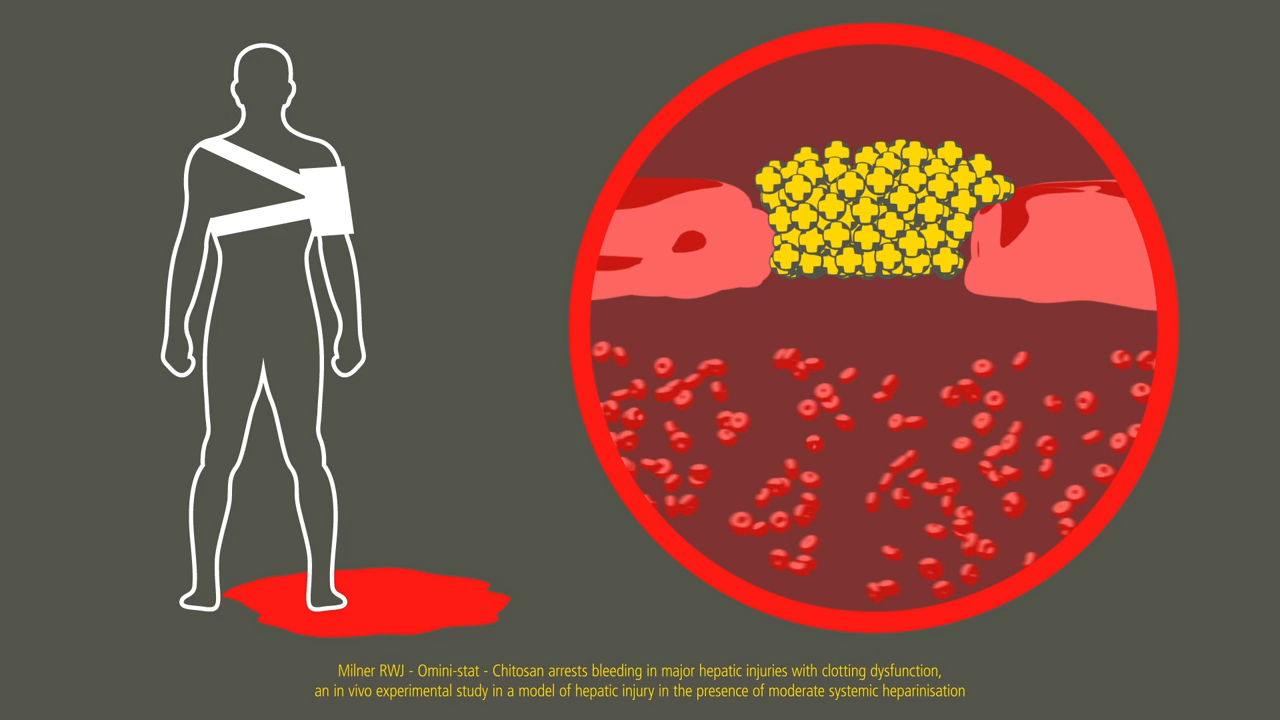 Milner RWJ - Omini-stat - Chitosan arrests bleeding in major hepatic injuries with clotting dysfunction,
an in vivo experimental study in a model of hepatic injury in the presence of moderate systemic heparinisation